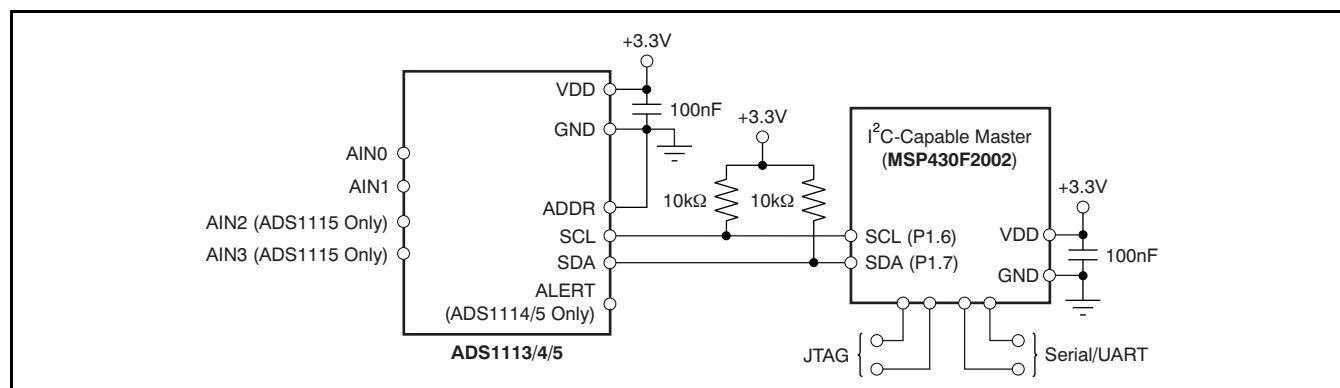 +3.3V
VDD
100nF
GND
AIN0
AIN1
AIN2 (ADS1115 Only)
AIN3 (ADS1115 Only)
ADDR
SCL
SDA
ALERT
(ADS1114/5 Only)
ADS1113/4/5
+3.3V
10kΩ
10kΩ
I²C-Capable Master
(MSP430F2002)
SCL (P1.6)
SDA (P1.7)
+3.3V
VDD
100nF
GND
JTAG
Serial/UART